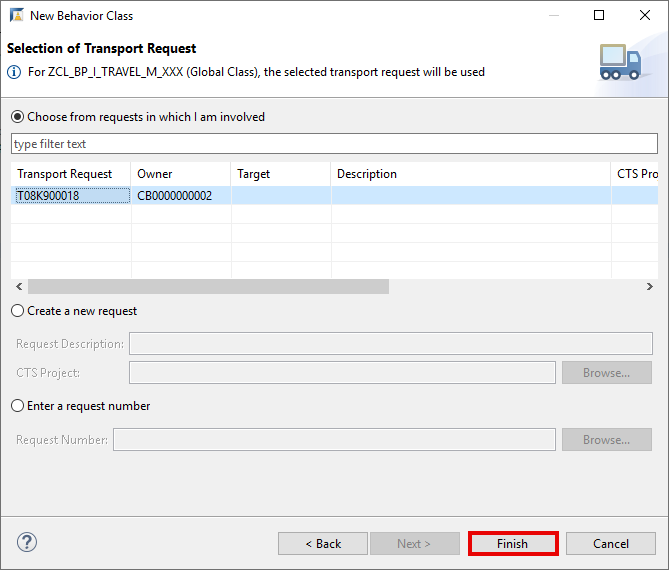 New Behavior Class
Selection of Transport Request
For ZCL_BP_I_TRAVEL_M_XXX (Global Class), the selected transport request will be used
Choose from requests in which I am involved
type filter text
Transport Request Owner Target Description CTS Pro
T08K900018 CB0000000002
Create a new request
Request Description:
CTS Project: Browse...
Enter a request number
Request Number: Browse...
< Back Next > Finish Cancel